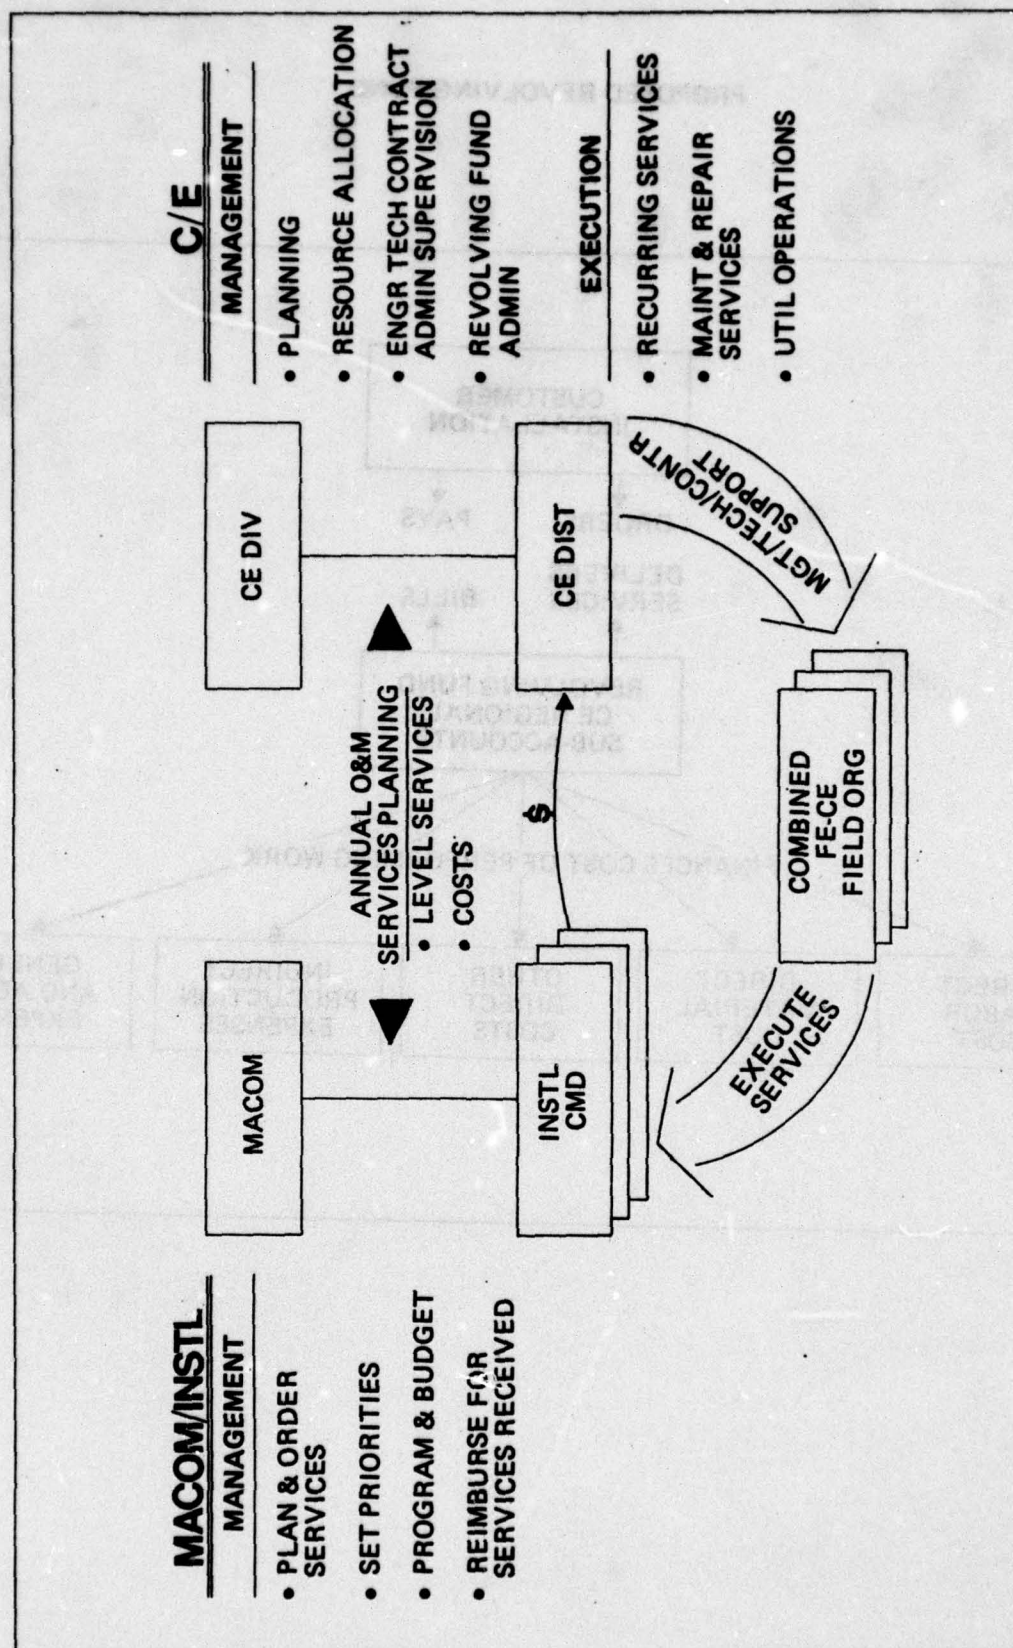 MACOM/INSTL
MANAGEMENT
• PLAN & ORDER
SERVICES
• SET PRIORITIES
• PROGRAM & BUDGET
• REIMBURSE FOR
SERVICES RECEIVED
MACOM
ANNUAL O&M
SERVICES PLANNING
• LEVEL SERVICES
• COSTS
CE DIV
INSTL
CMD
$
CE DIST
EXECUTE
SERVICES
COMBINED
FE-CE
FIELD ORG
MGT/TECH/CONTR
SUPPORT
C/E
MANAGEMENT
• PLANNING
• RESOURCE ALLOCATION
• ENGR TECH CONTRACT
ADMIN SUPERVISION
• REVOLVING FUND
ADMIN
EXECUTION
• RECURRING SERVICES
• MAINT & REPAIR
SERVICES
• UTIL OPERATIONS